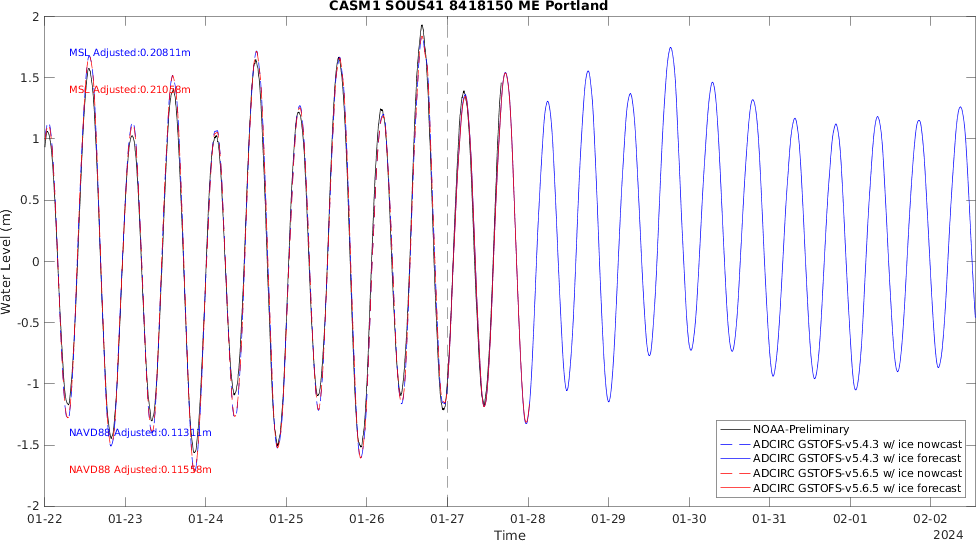 CASM1 SOUS41 8418150 ME Portland
2
1.5
1
0.5
0
-0.5
-1
-1.5
-2
Water Level (m)
MSL Adjusted:0.20811m
MSL Adjusted:0.21058m
NAVD88 Adjusted:0.11311m
NAVD88 Adjusted:0.11558m
NOAA-Preliminary
ADCIRC GSTOFS-v5.4.3 w/ ice nowcast
ADCIRC GSTOFS-v5.4.3 w/ ice forecast
ADCIRC GSTOFS-v5.6.5 w/ ice nowcast
ADCIRC GSTOFS-v5.6.5 w/ ice forecast
01-22 01-23 01-24 01-25 01-26 01-27 01-28 01-29 01-30 01-31 02-01 02-02
Time
2024